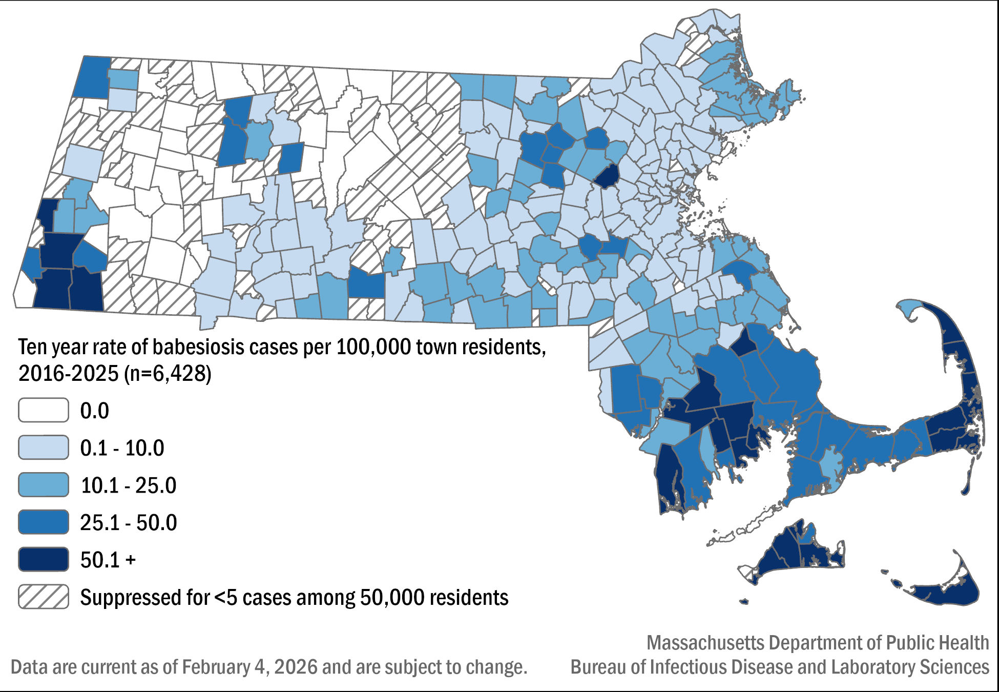 Ten year rate of babesiosis cases per 100,000 town residents,
2016-2025 (n=6,428)
0.0
0.1 - 10.0
10.1 - 25.0
25.1 - 50.0
50.1 +
Suppressed for <5 cases among 50,000 residents
Massachusetts Department of Public Health
Data are current as of February 4, 2026 and are subject to change.
Bureau of Infectious Disease and Laboratory Sciences